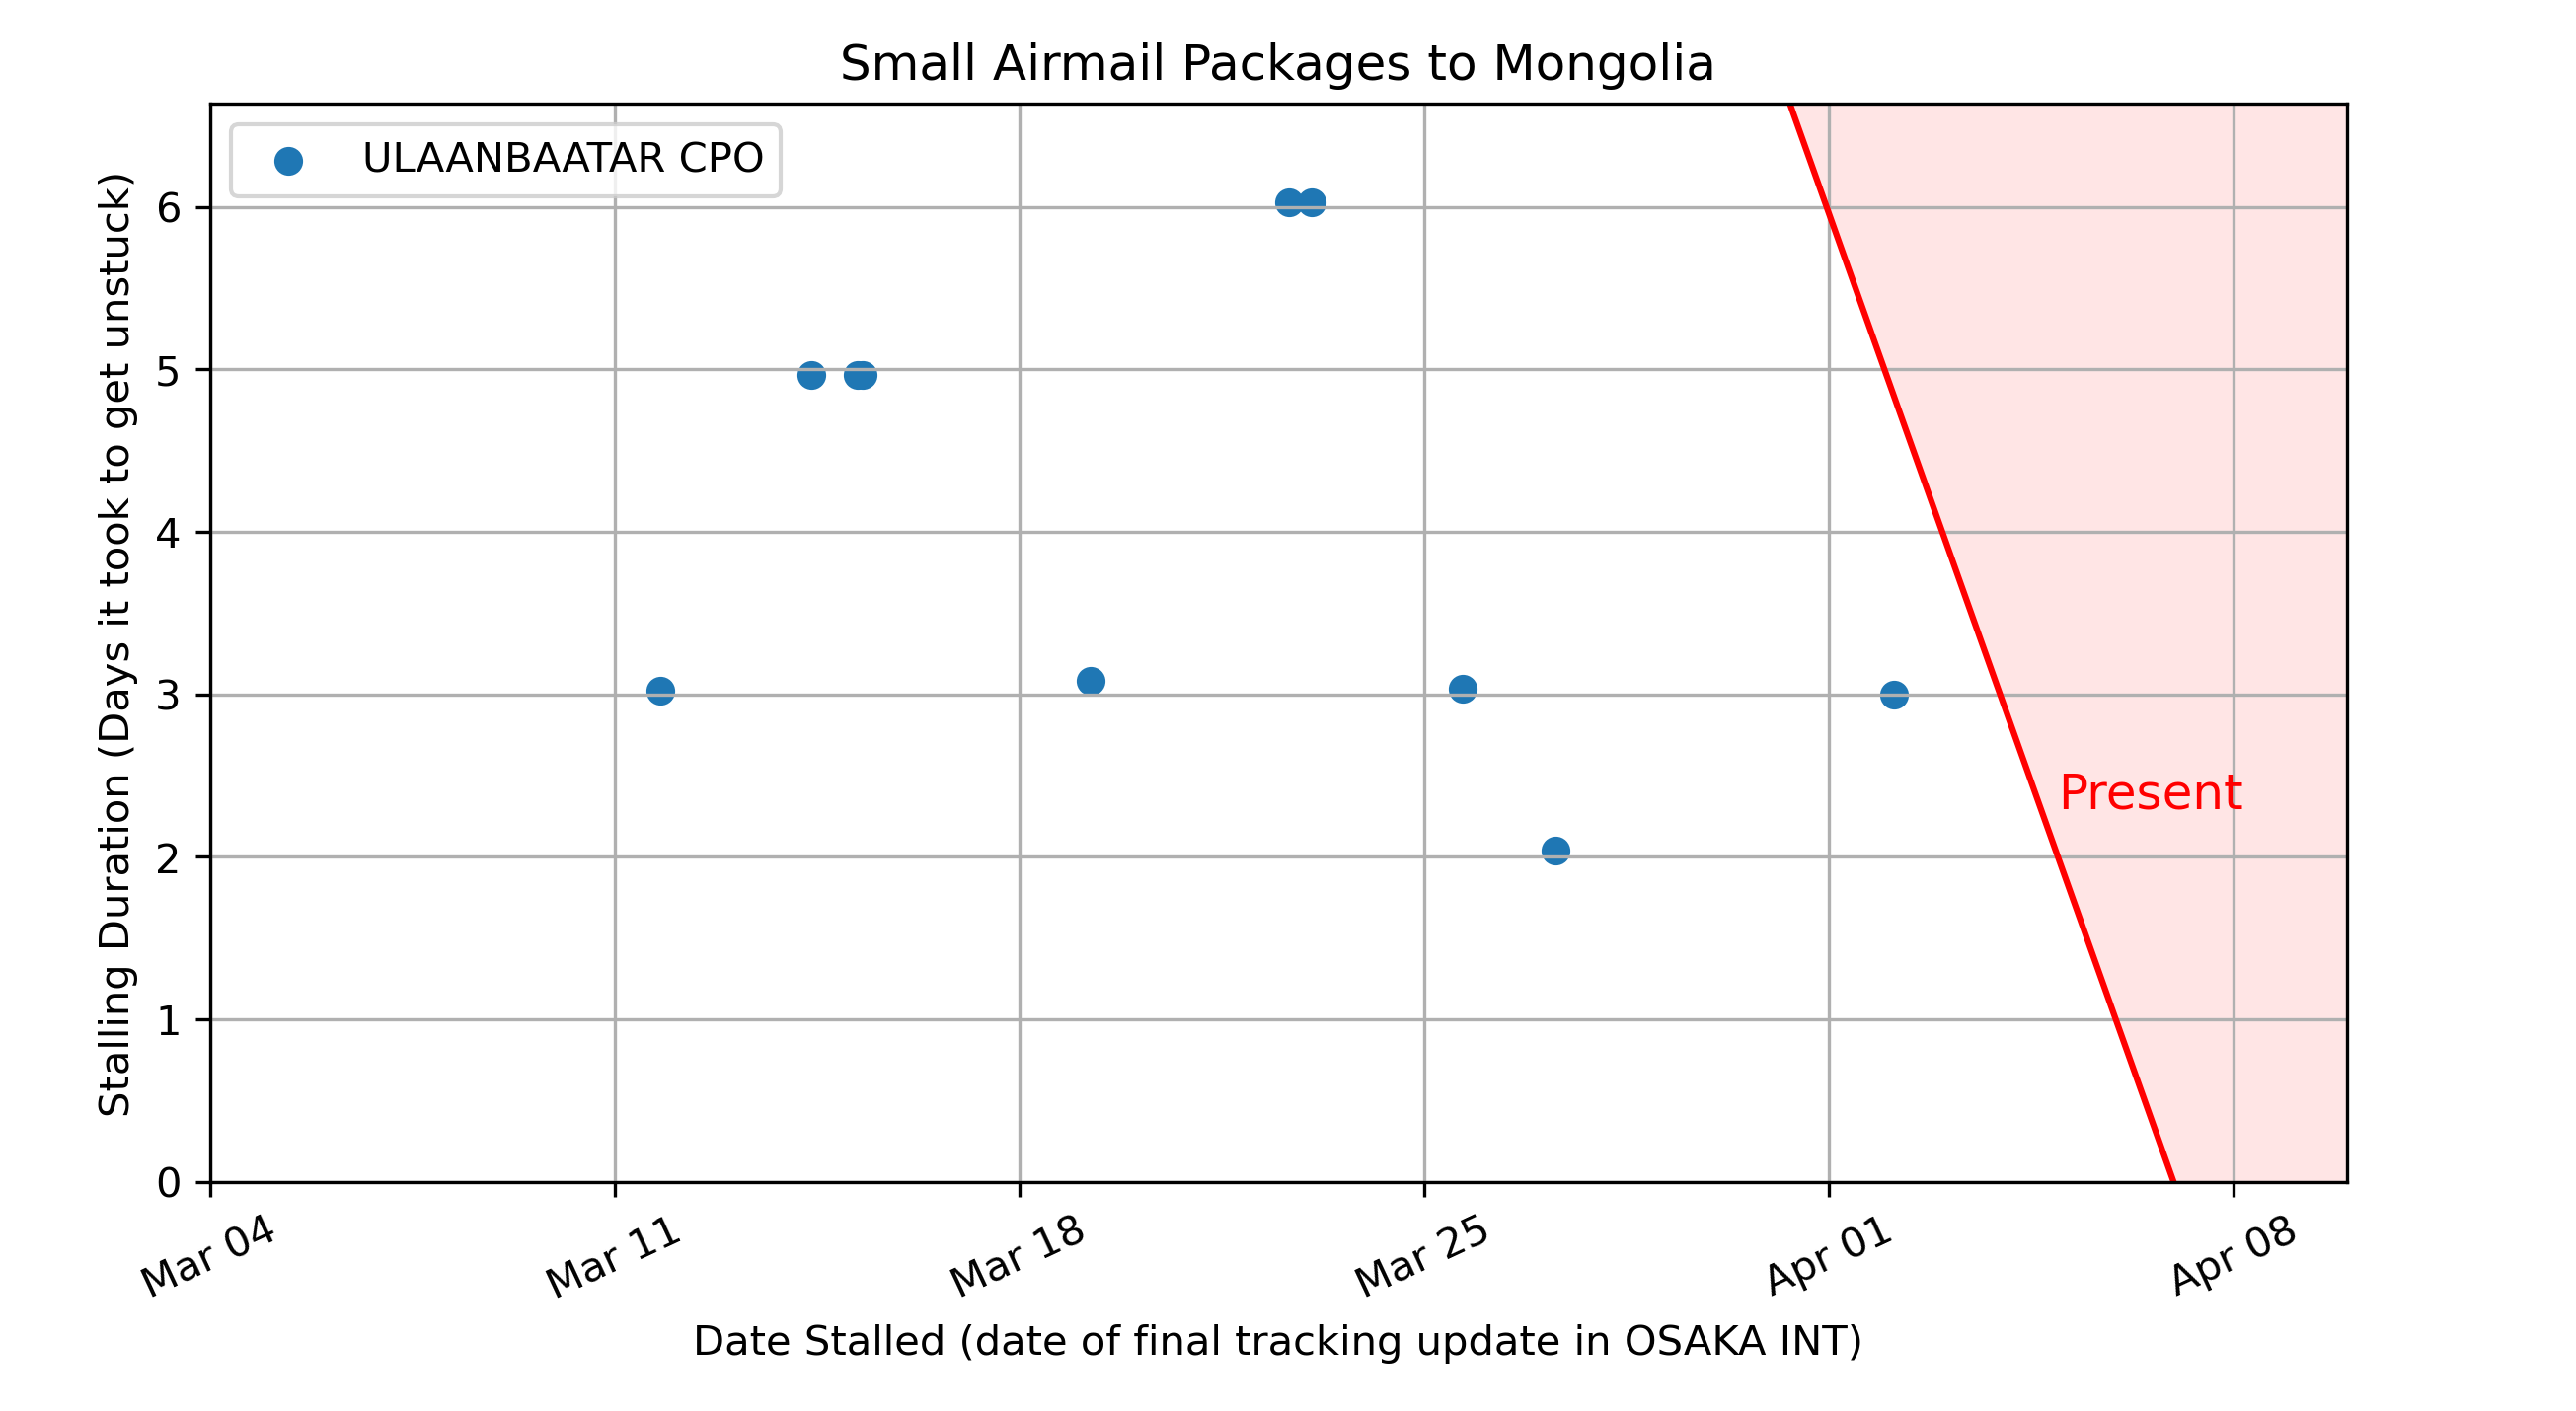 Small Airmail Packages to Mongolia
ULAANBAATAR CPO
Stalling Duration (Days it took to get unstuck)
6
5
4
3
2
1
0
Present
Mar 04
Mar 11
Mar 18
Mar 25
Apr 01
Apr 08
Date Stalled (date of final tracking update in OSAKA INT)